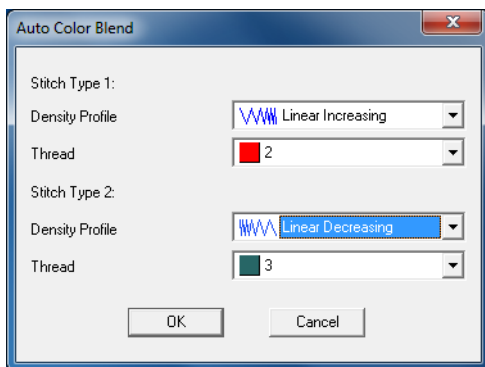 Auto Color Blend
Stitch Type 1:
Density Profile Linear Increasing
Thread 2
Stitch Type 2:
Density Profile Linear Decreasing
Thread 3
OK Cancel